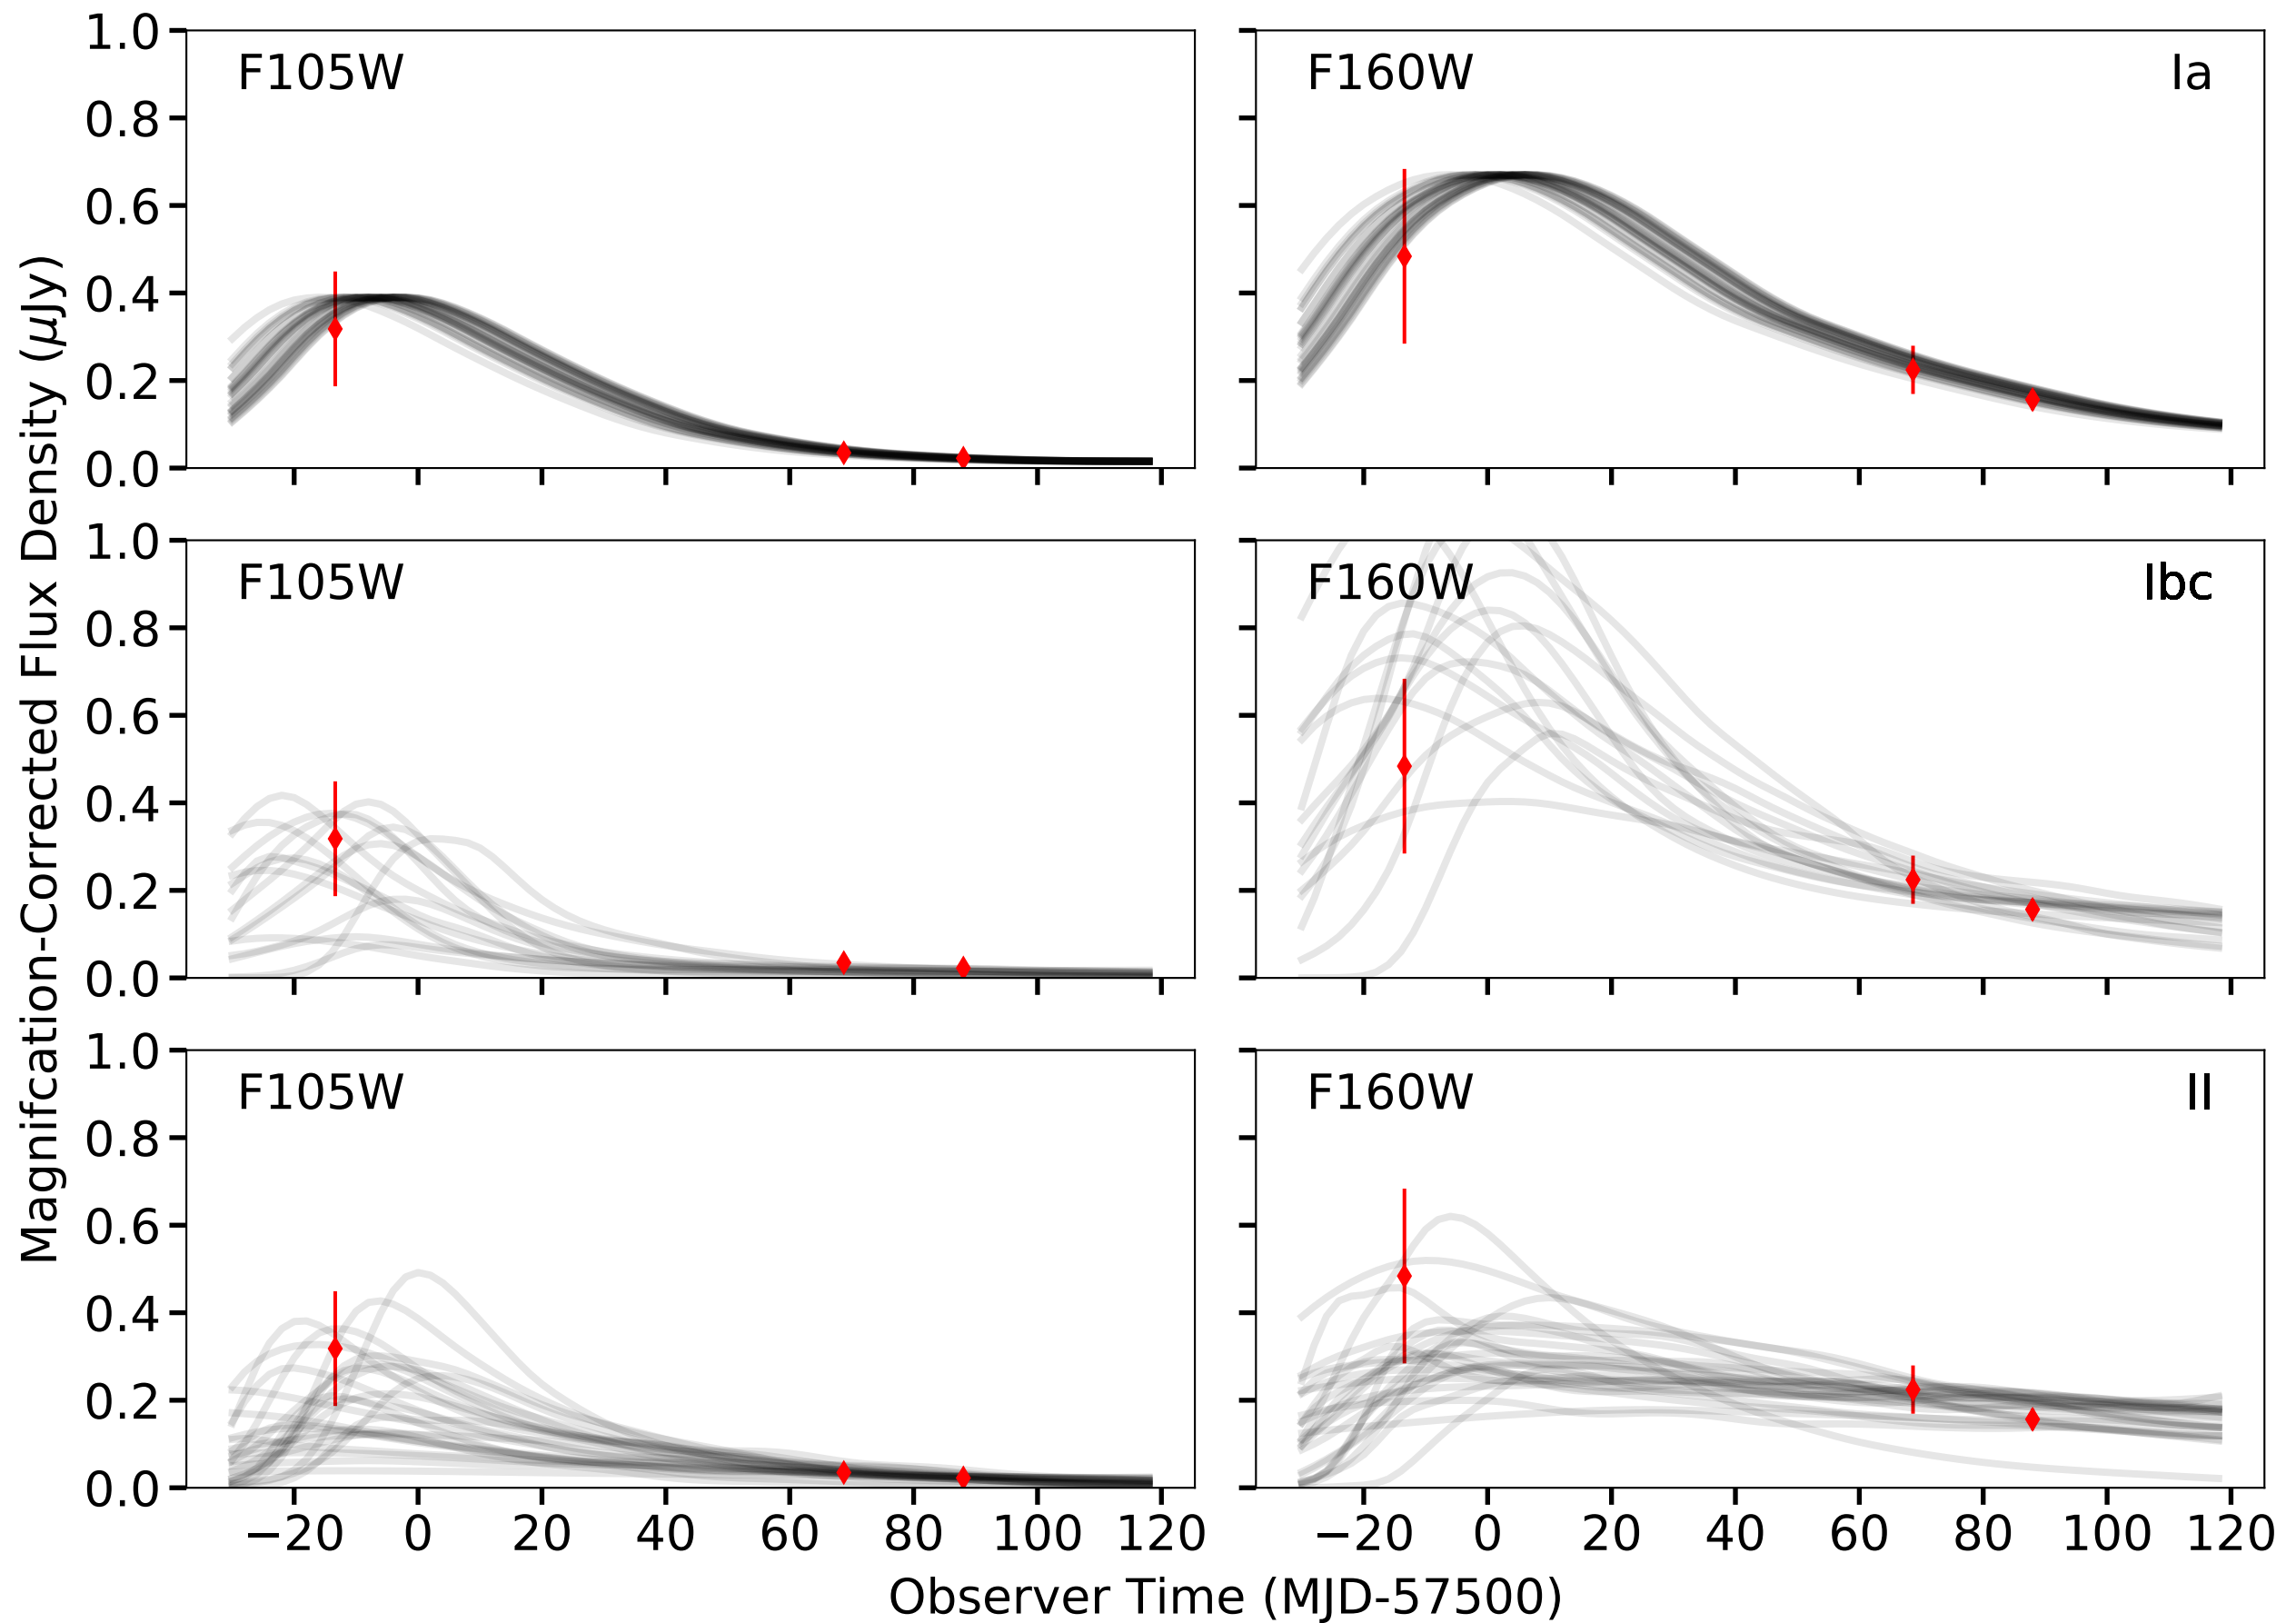 Magnifcation-Corrected Flux Density (μJy)
1.0
0.8
0.6
0.4
0.2
0.0
F105W
F160W
Ia
1.0
0.8
0.6
0.4
0.2
0.0
F105W
F160W
Ibc
1.0
0.8
0.6
0.4
0.2
0.0
F105W
F160W
II
−20 0 20 40 60 80 100 120
−20 0 20 40 60 80 100 120
Observer Time (MJD-57500)